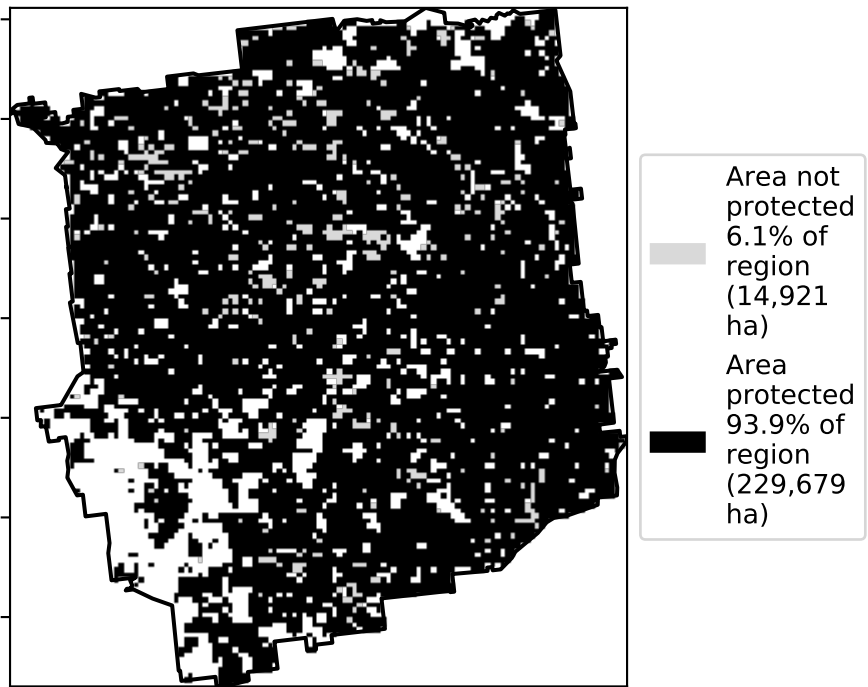 Area not
protected
6.1% of
region
(14,921
ha)
Area
protected
93.9% of
region
(229,679
ha)